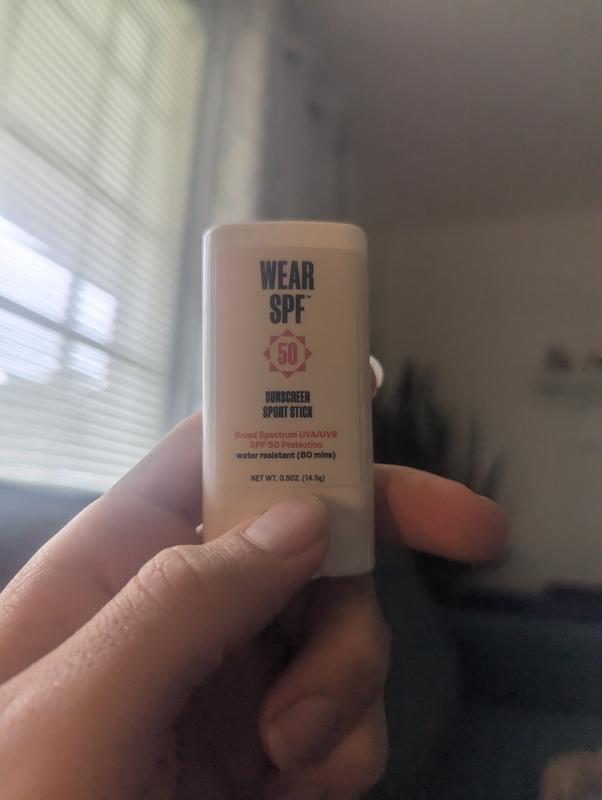 WEAR
SPF™
50
SUNSCREEN
SPORT STICK
Broad Spectrum UVA/UVB
SPF 50 Protection
water resistant (80 mins)
NET WT. 0.5OZ. (14.5g)